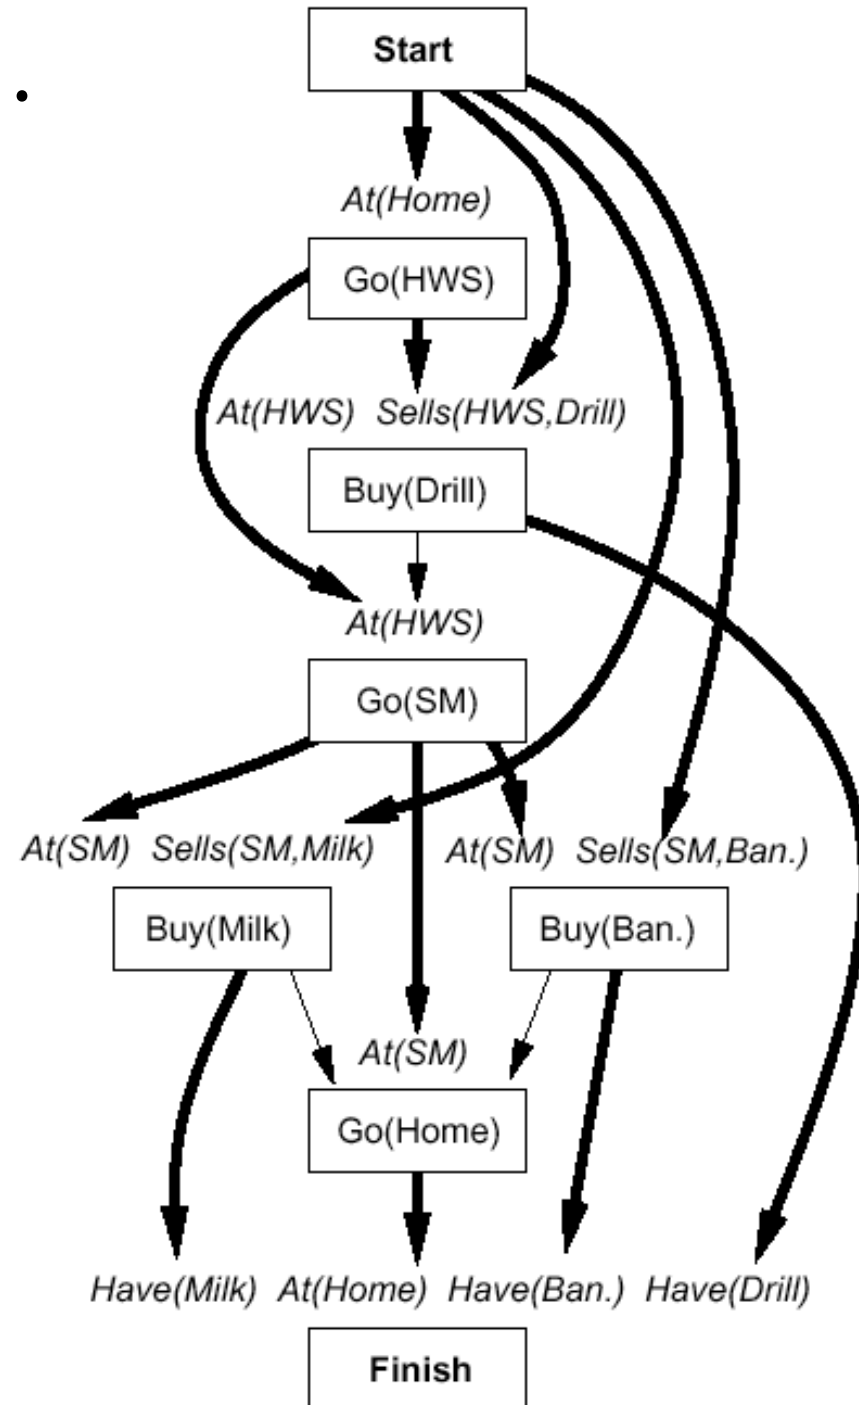 Start
•
At(Home)
Go(HWS)
At(HWS) Sells(HWS,Drill)
Buy(Drill)
At(HWS)
Go(SM)
At(SM) Sells(SM,Milk) At(SM) Sells(SM,Ban.)
Buy(Milk) Buy(Ban.)
At(SM)
Go(Home)
Have(Milk) At(Home) Have(Ban.) Have(Drill)
Finish